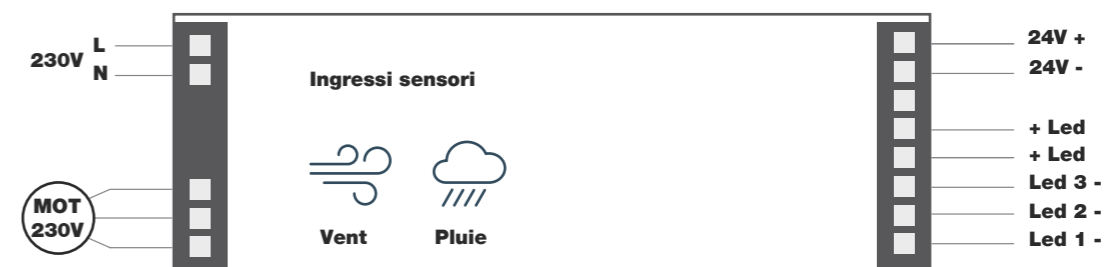 230V
L
N
MOT
230V
Ingressi sensori
Vent
Pluie
24V +
24V -
+ Led
+ Led
Led 3 -
Led 2 -
Led 1 -